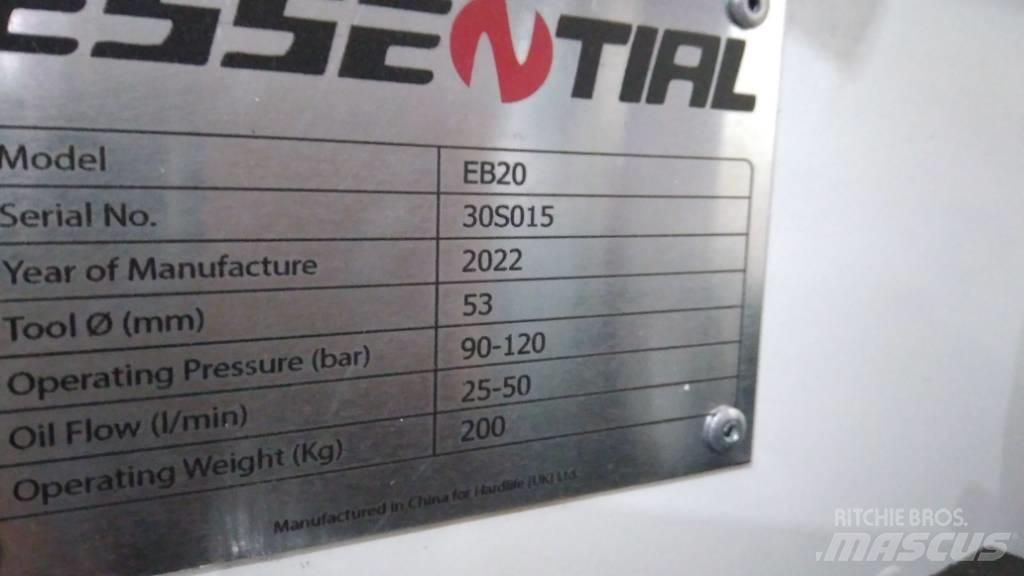 ESSENTIAL
Model EB20
Serial No. 30S015
Year of Manufacture 2022
Tool Ø (mm) 53
Operating Pressure (bar) 90-120
Oil Flow (l/min) 25-50
Operating Weight (Kg) 200
Manufactured in China for Hardlife (UK) Ltd.
RITCHIE BROS.
MASCUS